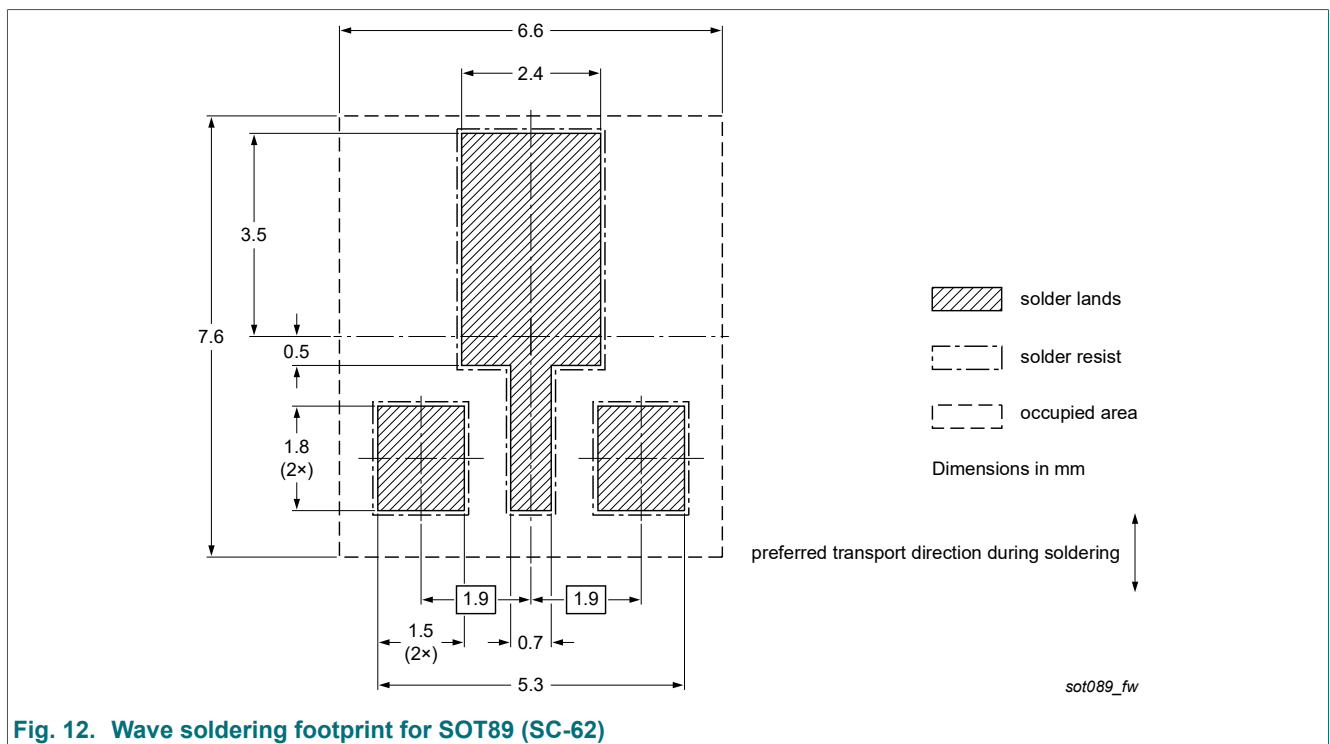 6.6
2.4
3.5
7.6
0.5
solder lands
solder resist
occupied area
1.8
(2×)
Dimensions in mm
preferred transport direction during soldering
1.9
1.9
1.5
(2×)
0.7
5.3
sot089_fw
Fig. 12. Wave soldering footprint for SOT89 (SC-62)